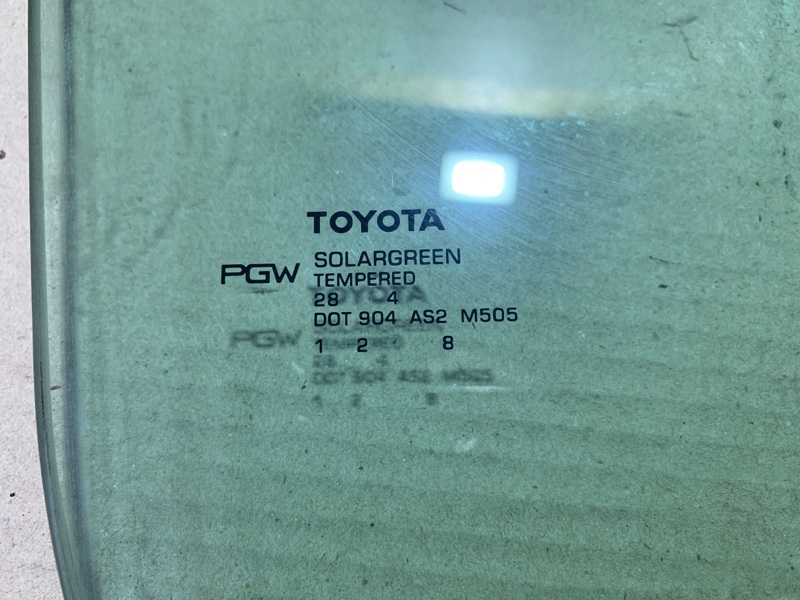 TOYOTA
PGW SOLARGREEN
TEMPERED
28 4
DOT 904 AS2 M505
1 2 8